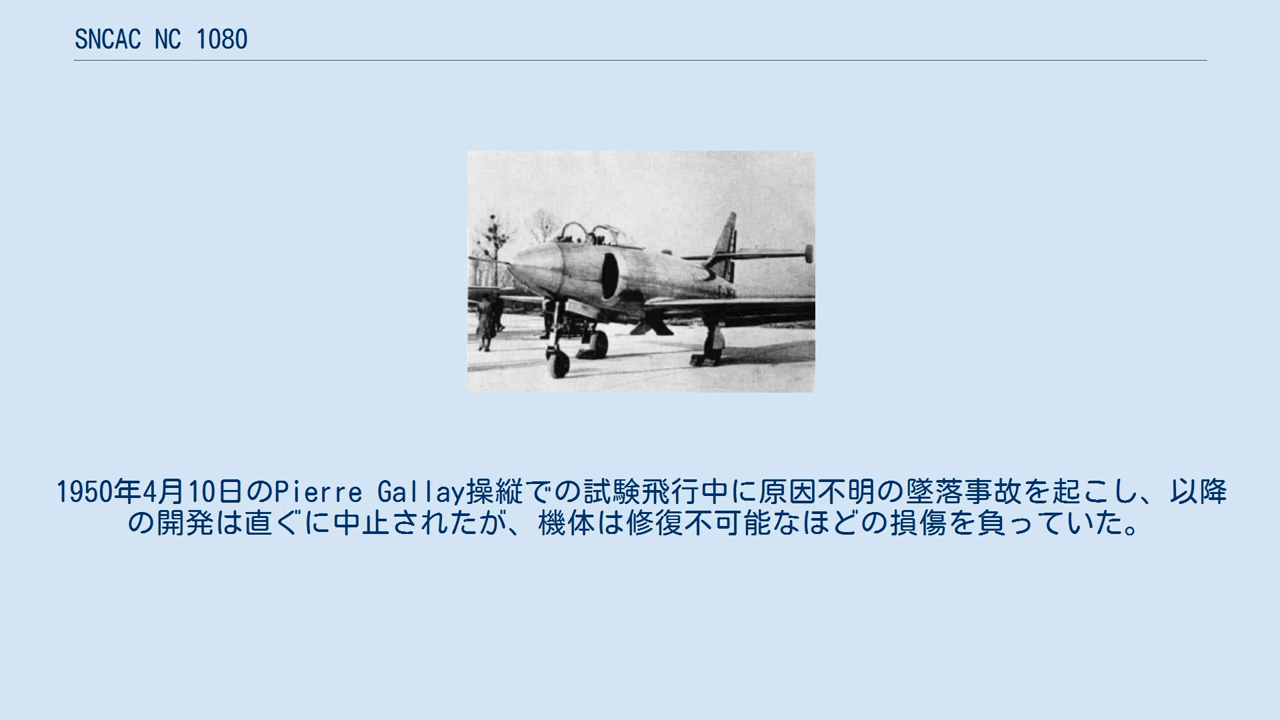 SNCAC NC 1080
1950年4月10日のPierre Gallay操縦での試験飛行中に原因不明の墜落事故を起こし、以降
の開発は直ぐに中止されたが、機体は修復不可能なほどの損傷を負っていた。